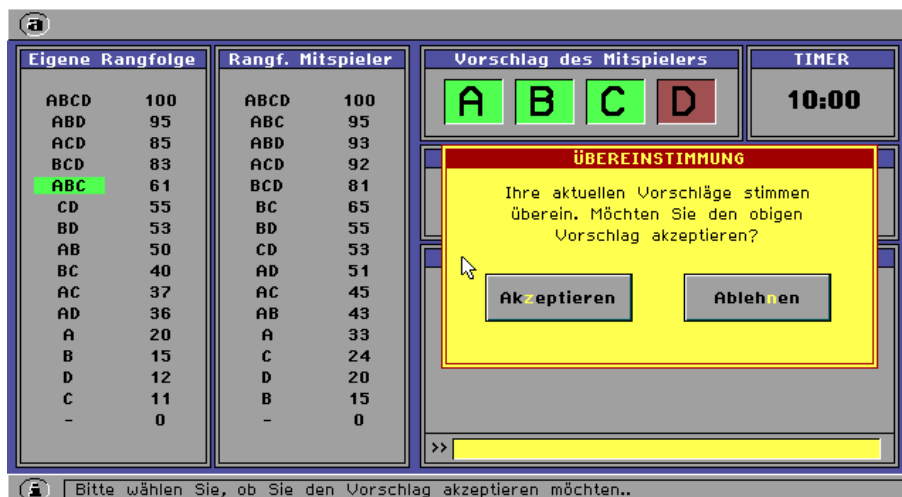 a
Eigene Rangfolge
ABCD 100
ABD 95
ACD 85
BCD 83
ABC 61
CD 55
BD 53
AB 50
BC 40
AC 37
AD 36
A 20
B 15
D 12
C 11
- 0
Rangf. Mitspieler
ABCD 100
ABC 95
ABD 93
ACD 92
BCD 81
BC 65
BD 55
CD 53
AD 51
AC 45
AB 43
A 33
C 24
D 20
B 15
- 0
Vorschlag des Mitspielers
A B C D
TIMER
10:00
ÜBEREINSTIMMUNG
Ihre aktuellen Vorschläge stimmen
überein. Möchten Sie den obigen
Vorschlag akzeptieren?
Akzeptieren Ablehnen
>>
i Bitte wählen Sie, ob Sie den Vorschlag akzeptieren möchten..